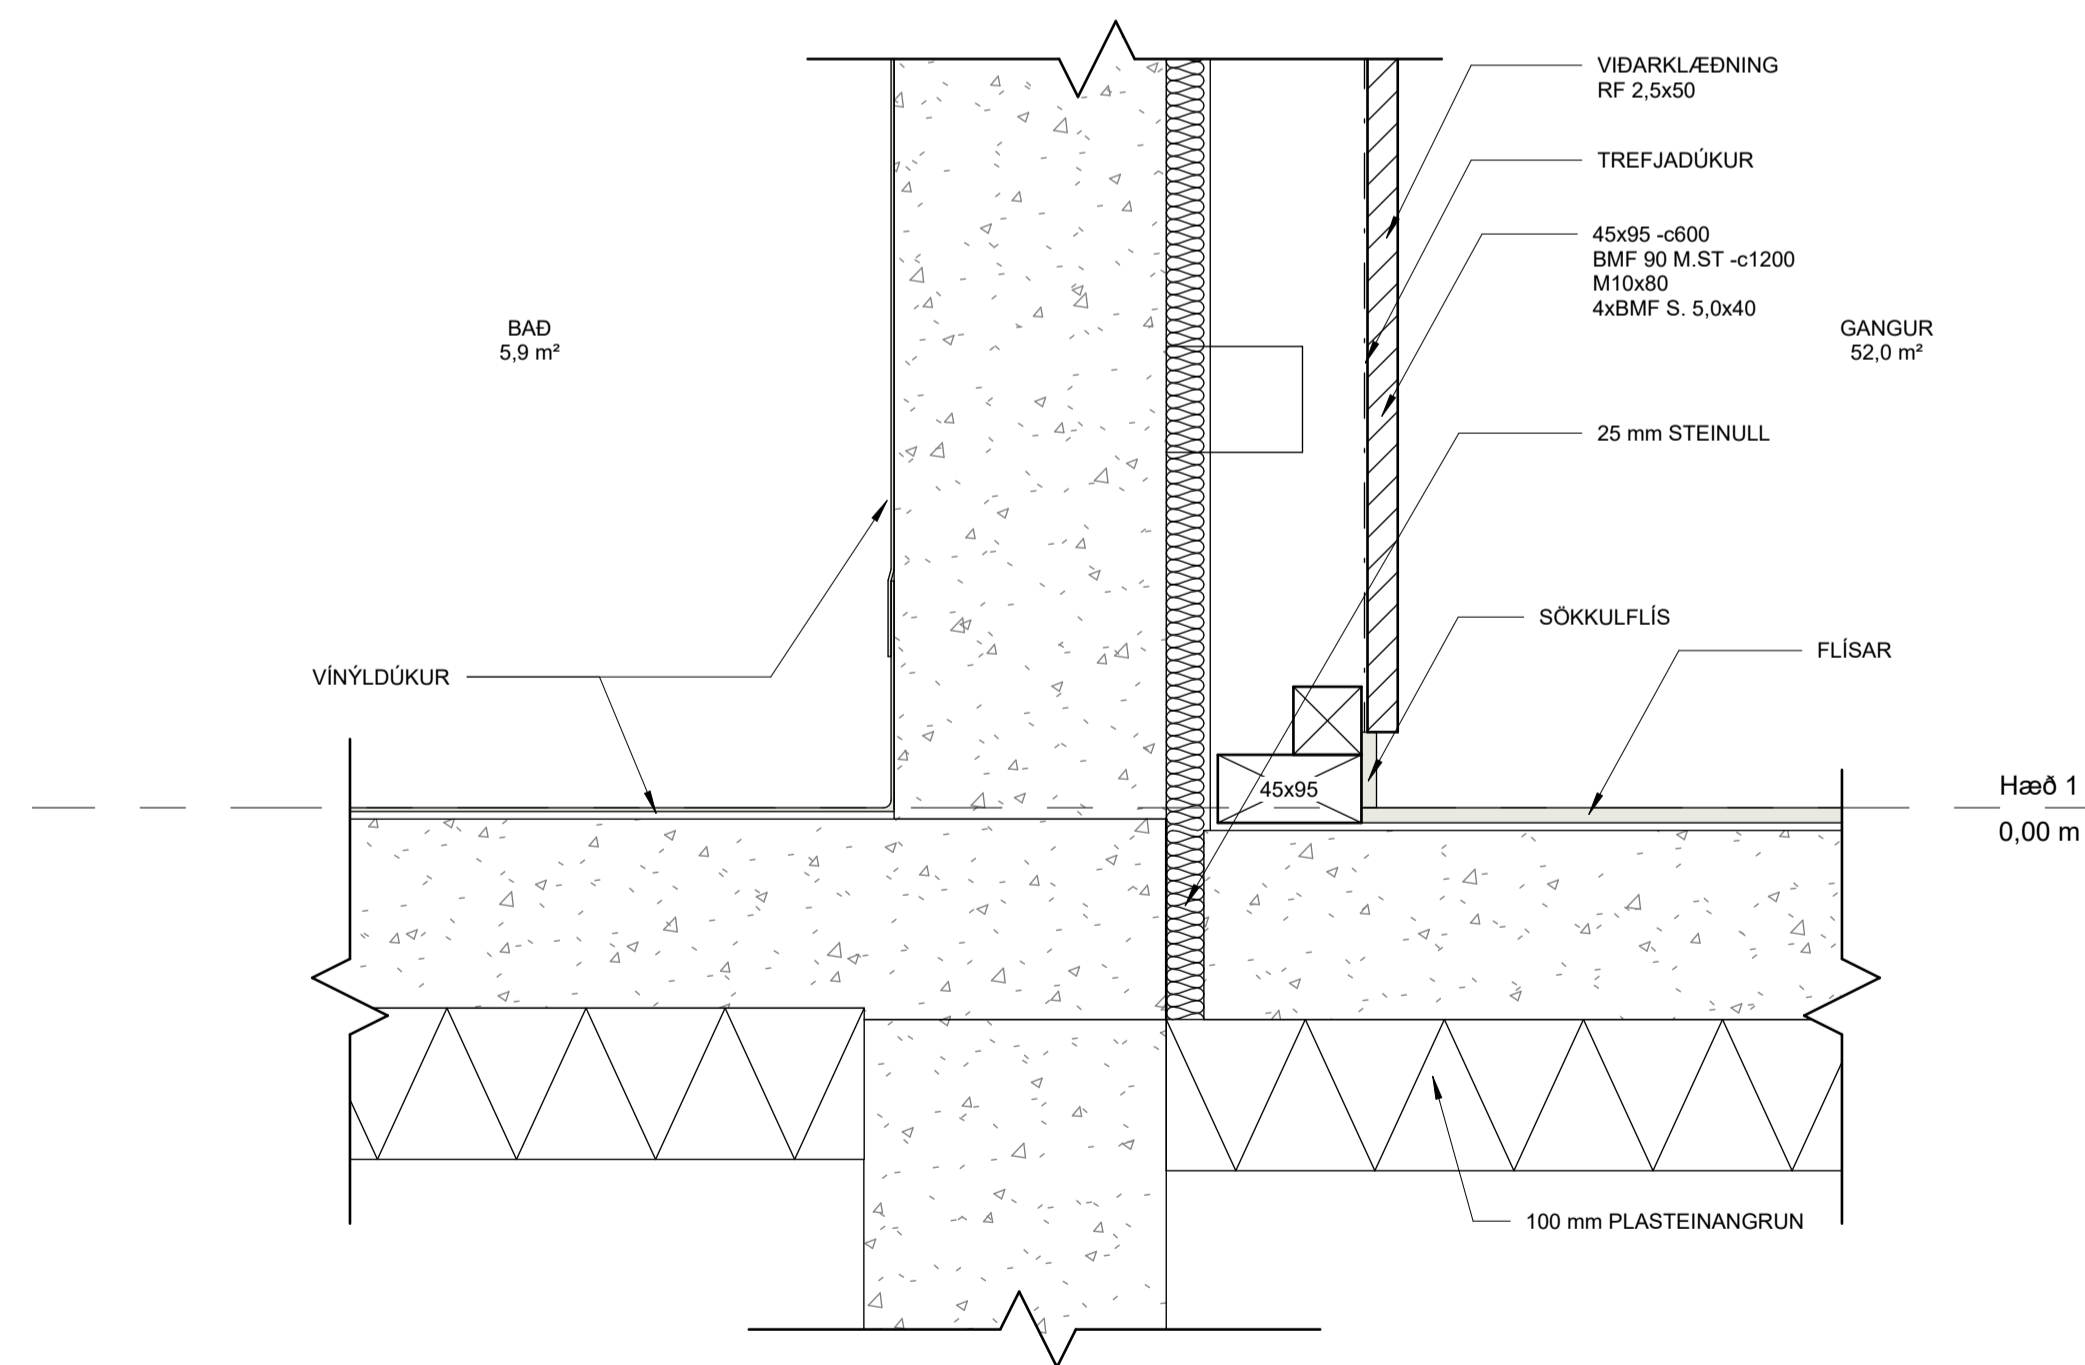 VIÐARKLÆÐNING
RF 2,5x50
TREFJADÚKUR
45x95 -c600
BMF 90 M.ST -c1200
M10x80
4xBMF S. 5,0x40
BAÐ
5,9 m²
GANGUR
52,0 m²
25 mm STEINULL
SÖKKULFLÍS
FLÍSAR
VÍNÝLDÚKUR
45x95
Hæð 1
0,00 m
100 mm PLASTEINANGRUN